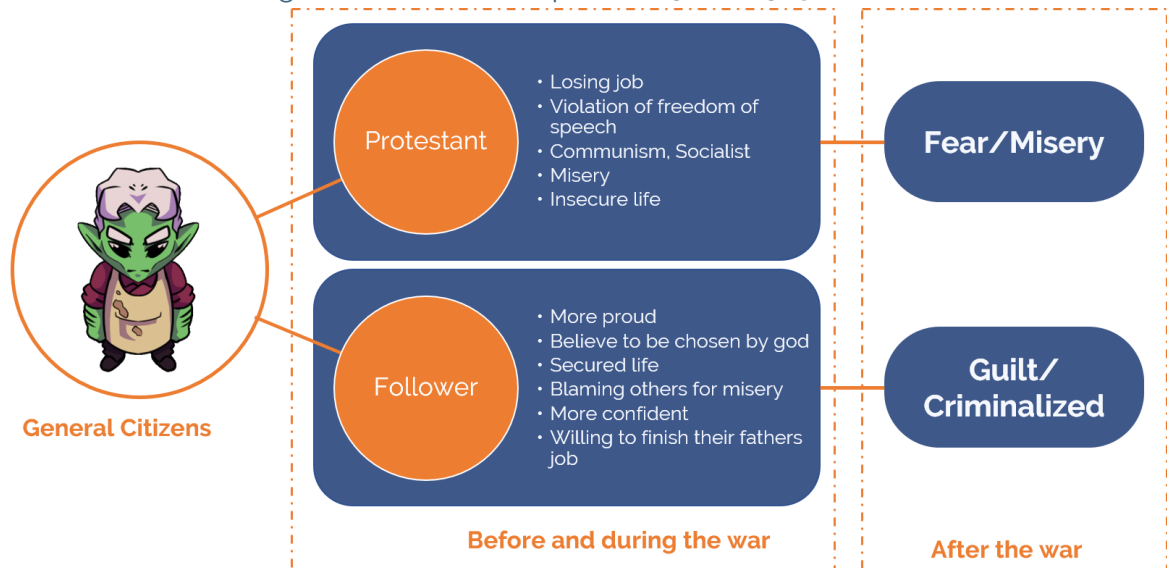 Protestant
• Losing job
• Violation of freedom of
speech
• Communism, Socialist
• Misery
• Insecure life
Fear/Misery
General Citizens
Follower
• More proud
• Believe to be chosen by god
• Secured life
• Blaming others for misery
• More confident
• Willing to finish their fathers
job
Guilt/
Criminalized
Before and during the war
After the war